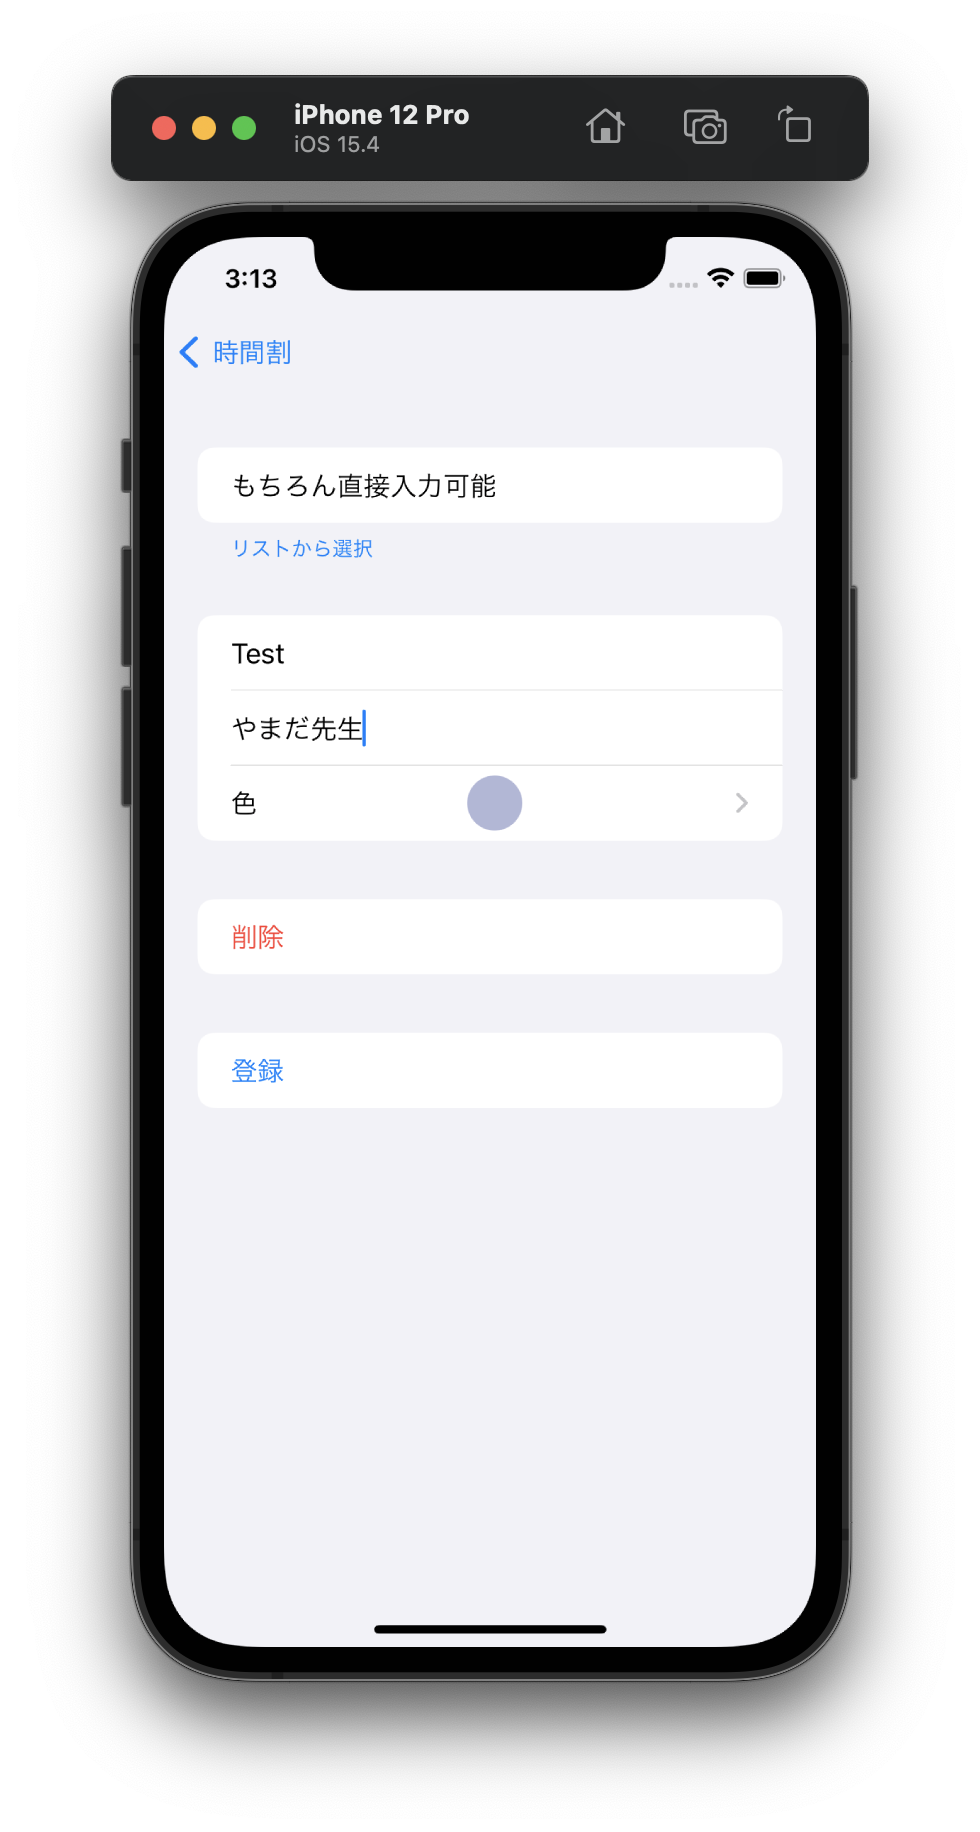 iPhone 12 Pro
iOS 15.4
3:13
時間割
もちろん直接入力可能
リストから選択
Test
やまだ先生
色
削除
登録